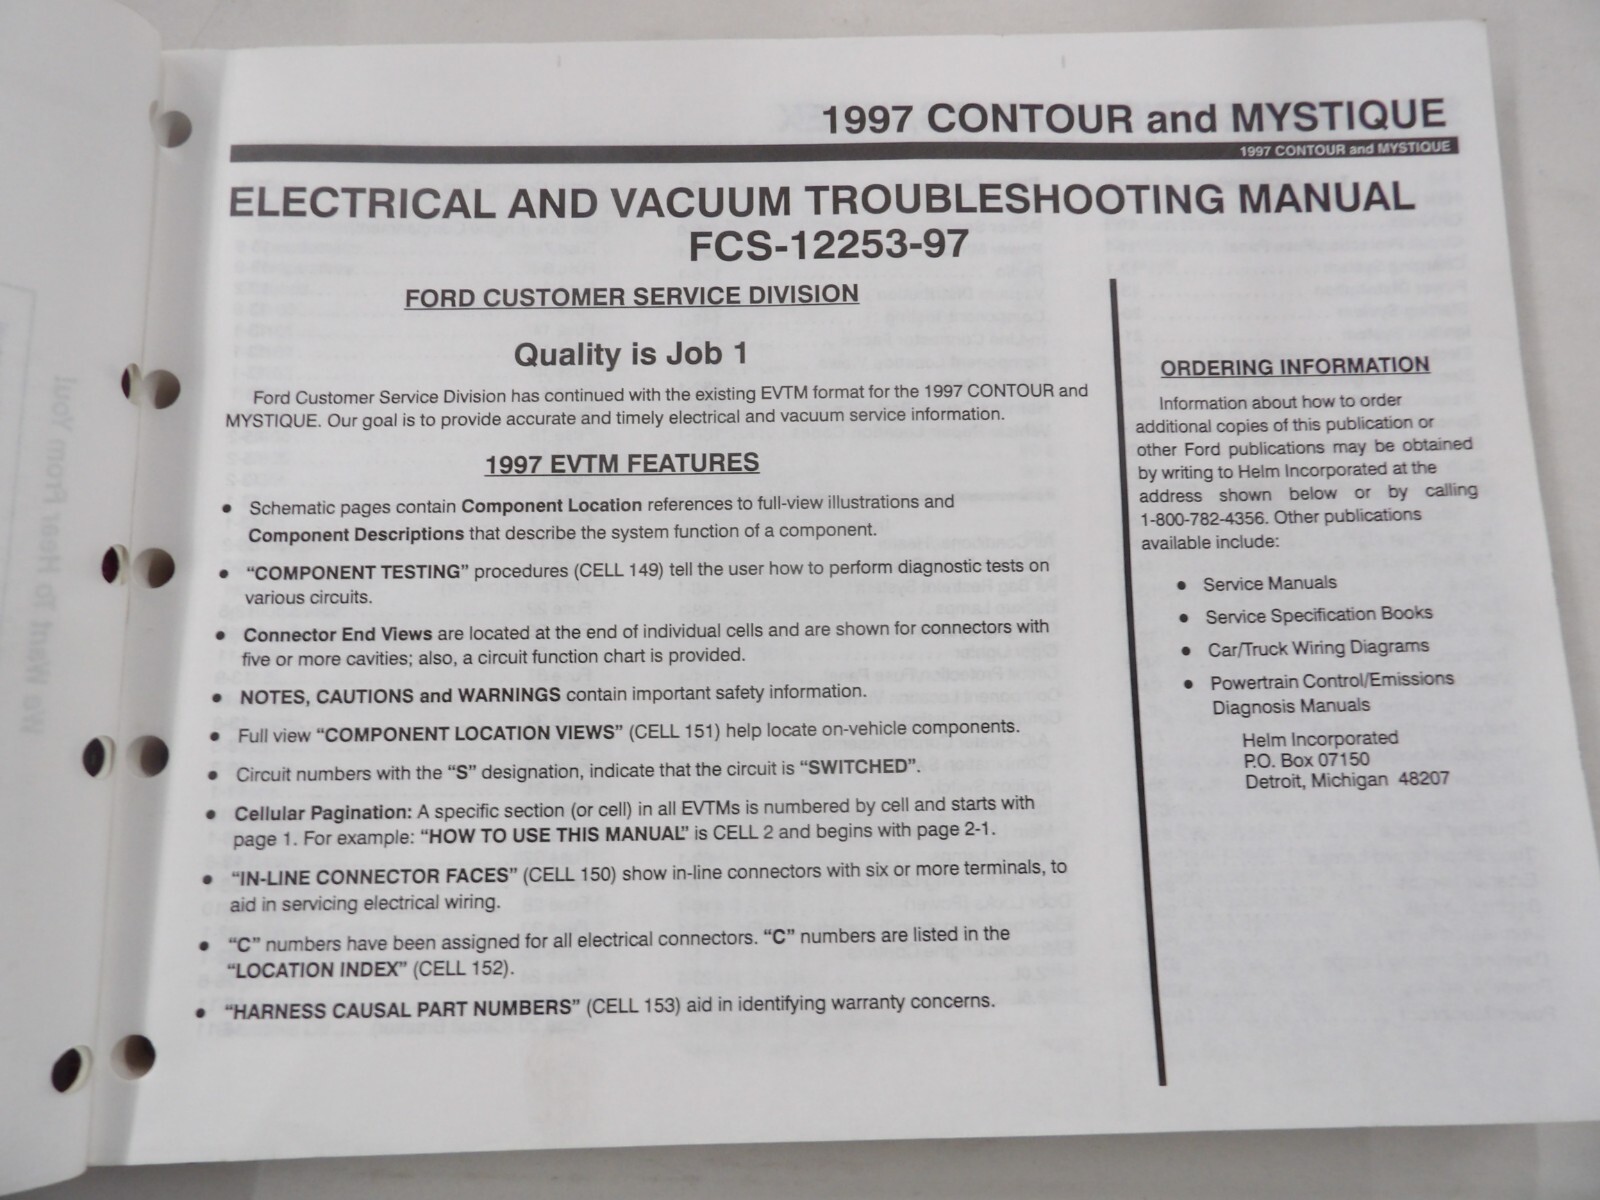 1997 CONTOUR and MYSTIQUE
1997 CONTOUR and MYSTIQUE
ELECTRICAL AND VACUUM TROUBLESHOOTING MANUAL
FCS-12253-97
FORD CUSTOMER SERVICE DIVISION
Quality is Job 1
Ford Customer Service Division has continued with the existing EVTM format for the 1997 CONTOUR and
MYSTIQUE. Our goal is to provide accurate and timely electrical and vacuum service information.
1997 EVTM FEATURES
• Schematic pages contain Component Location references to full-view illustrations and
Component Descriptions that describe the system function of a component.
• “COMPONENT TESTING” procedures (CELL 149) tell the user how to perform diagnostic tests on
various circuits.
• Connector End Views are located at the end of individual cells and are shown for connectors with
five or more cavities; also, a circuit function chart is provided.
• NOTES, CAUTIONS and WARNINGS contain important safety information.
• Full view “COMPONENT LOCATION VIEWS” (CELL 151) help locate on-vehicle components.
• Circuit numbers with the “S” designation, indicate that the circuit is “SWITCHED”.
• Cellular Pagination: A specific section (or cell) in all EVTMs is numbered by cell and starts with
page 1. For example: “HOW TO USE THIS MANUAL” is CELL 2 and begins with page 2-1.
• “IN-LINE CONNECTOR FACES” (CELL 150) show in-line connectors with six or more terminals, to
aid in servicing electrical wiring.
• “C” numbers have been assigned for all electrical connectors. “C” numbers are listed in the
“LOCATION INDEX” (CELL 152).
• “HARNESS CAUSAL PART NUMBERS” (CELL 153) aid in identifying warranty concerns.
ORDERING INFORMATION
Information about how to order
additional copies of this publication or
other Ford publications may be obtained
by writing to Helm Incorporated at the
address shown below or by calling
1-800-782-4356. Other publications
available include:
• Service Manuals
• Service Specification Books
• Car/Truck Wiring Diagrams
• Powertrain Control/Emissions
Diagnosis Manuals
Helm Incorporated
P.O. Box 07150
Detroit, Michigan 48207
We Want To Hear From You!